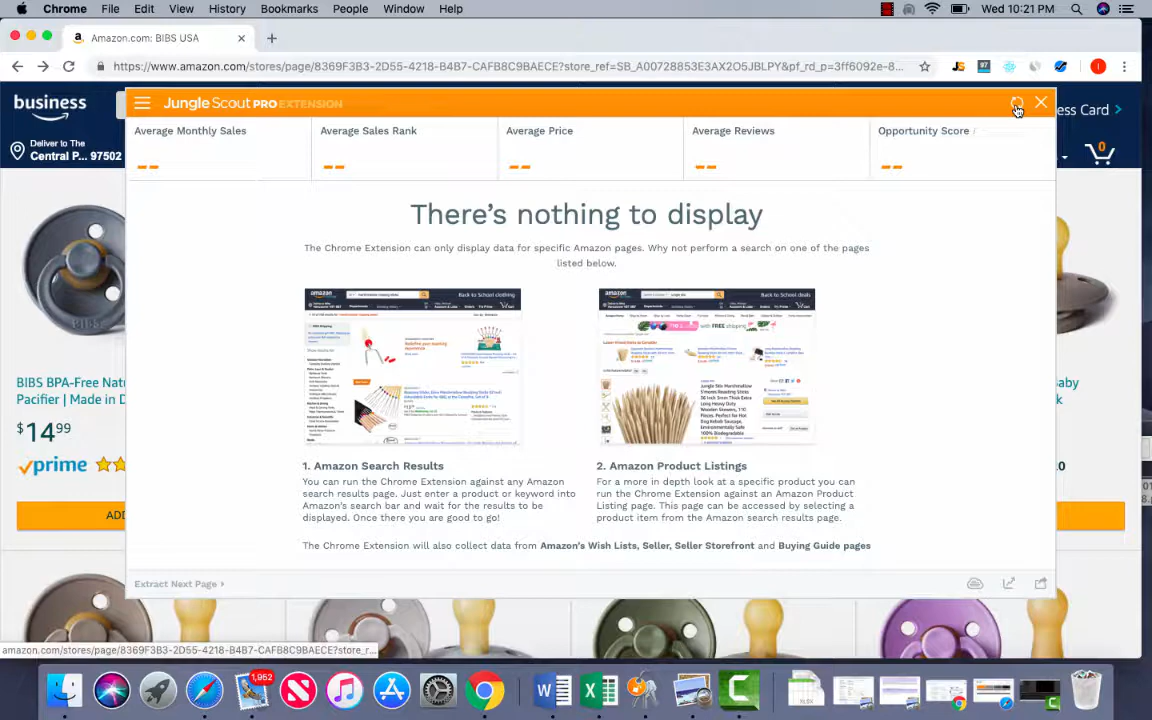 Chrome File Edit View History Bookmarks People Window Help Wed 10:21 PM
Amazon.com: BIBS USA
https://www.amazon.com/stores/page/8369F3B3-2D55-4218-B4B7-CAFB8C9BAECE?store_ref=SB_A00728853E3AX2O5JBLPY&pf_rd_p=3ff6092e-8...
business
Jungle Scout PRO EXTENSION
ess Card >
Deliver to The
Central P... 97502
0
Average Monthly Sales
Average Sales Rank
Average Price
Average Reviews
Opportunity Score
-- -- -- -- --
There's nothing to display
The Chrome Extension can only display data for specific Amazon pages. Why not perform a search on one of the pages
listed below.
1. Amazon Search Results
You can run the Chrome Extension against any Amazon
search results page. Just enter a product or keyword into
Amazon's search bar and wait for the results to be
displayed. Once there you are good to go!
2. Amazon Product Listings
For a more in depth look at a specific product you can
run the Chrome Extension against an Amazon Product
Listing page. This page can be accessed by selecting a
product item from the Amazon search results page.
The Chrome Extension will also collect data from Amazon's Wish Lists, Seller, Seller Storefront and Buying Guide pages
Extract Next Page >
BIBS BPA-Free Natu
Pacifier | Made in D
$14.99
prime
ADD
aby
k
BIBS
amazon.com/stores/page/8369F3B3-2D55-4218-B4B7-CAFB8C9BAECE?store_r...
1,952